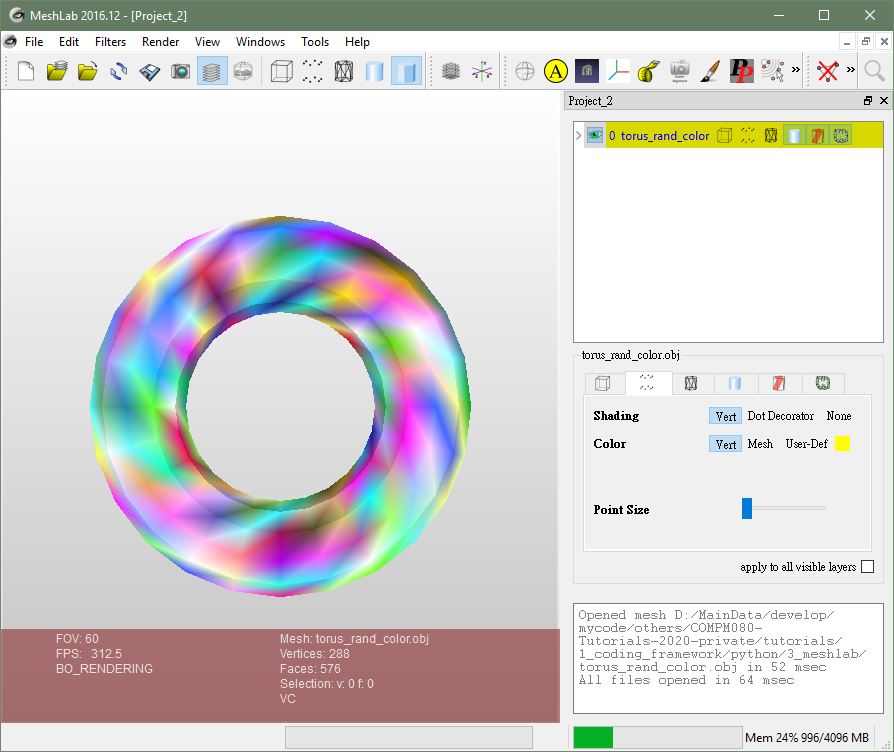 MeshLab 2016.12 - [Project_2]
File Edit Filters Render View Windows Tools Help
A
PP
»
»
Project_2
0 torus_rand_color
torus_rand_color.obj
Shading Vert Dot Decorator None
Color Vert Mesh User-Def
Point Size
apply to all visible layers
FOV: 60
FPS: 312.5
BO_RENDERING
Mesh: torus_rand_color.obj
Vertices: 288
Faces: 576
Selection: v: 0 f: 0
VC
Opened mesh D:/MainData/develop/
mycode/others/COMPM080-
Tutorials-2020-private/tutorials/
1_coding_framework/python/3_meshlab/
torus_rand_color.obj in 52 msec
All files opened in 64 msec
Mem 24% 996/4096 MB